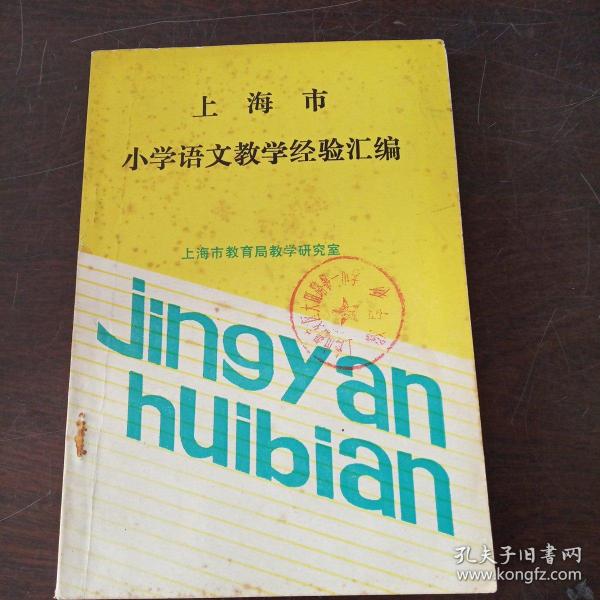 上海市
小学语文教学经验汇编
上海市教育局教学研究室
jingyan
huibian
孔夫子旧书网
www.kongfz.com